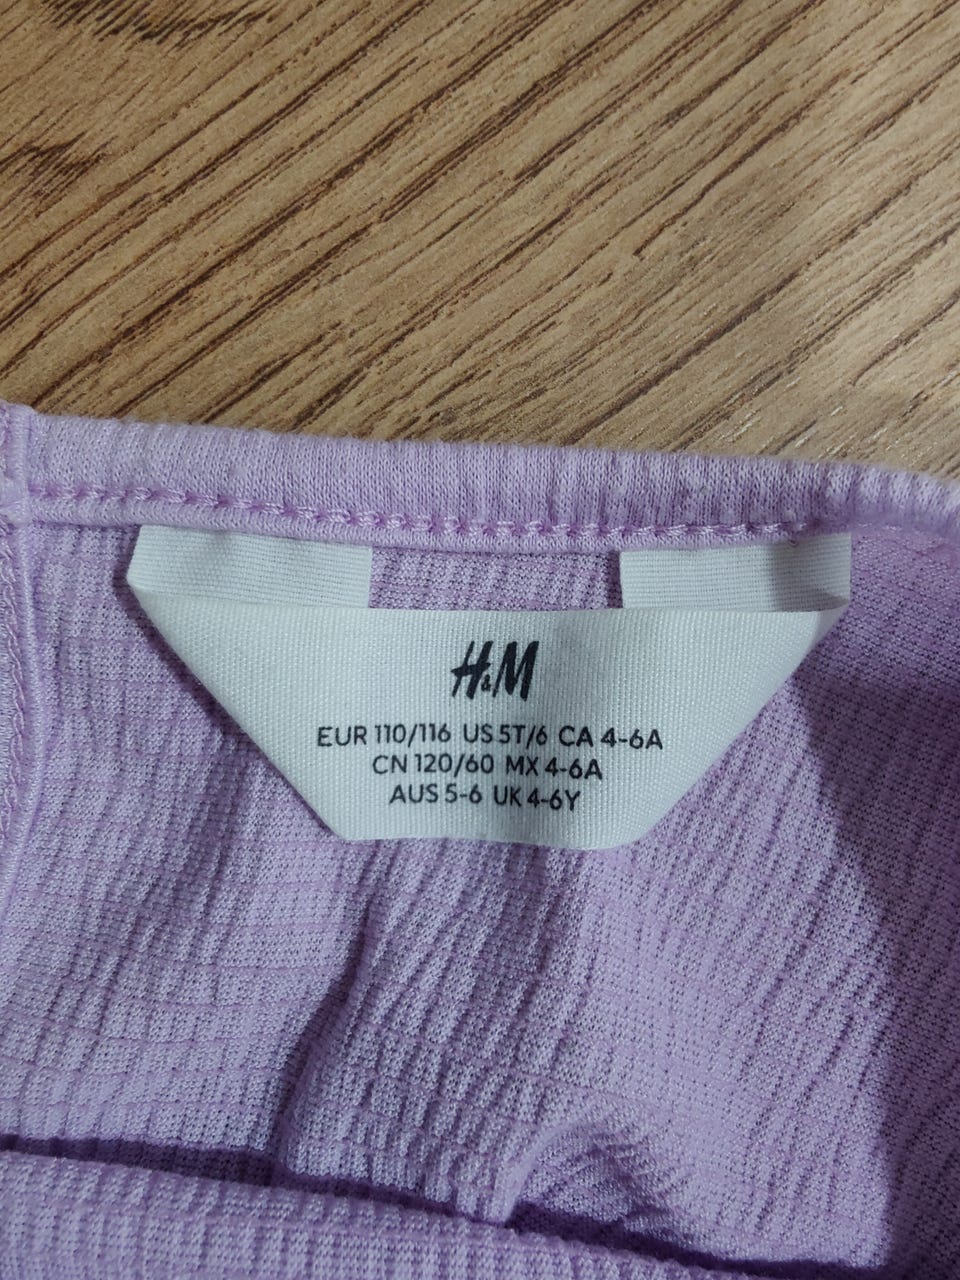 H&M
EUR 110/116 US 5T/6 CA 4-6A
CN 120/60 MX 4-6A
AUS 5-6 UK 4-6Y